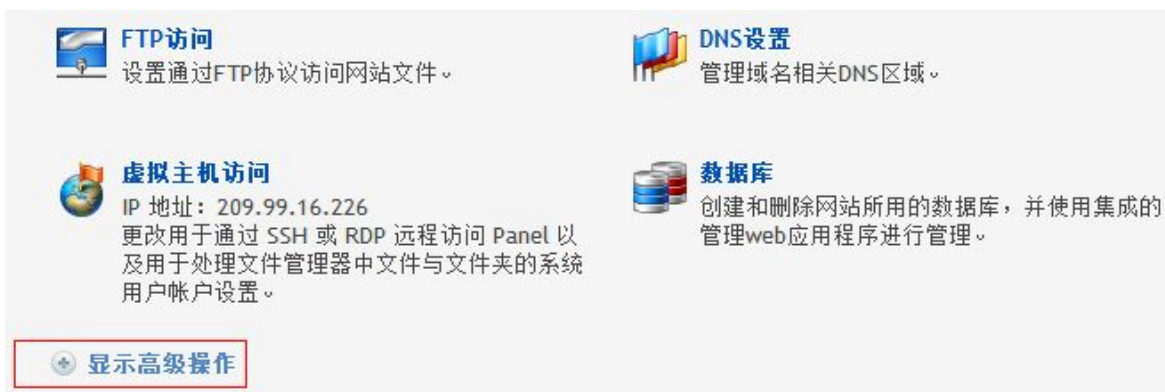 FTP访问
设置通过FTP协议访问网站文件。
DNS设置
管理域名相关DNS区域。
虚拟主机访问
IP 地址：209.99.16.226
更改用于通过 SSH 或 RDP 远程访问 Panel 以
及用于处理文件管理器中文件与文件夹的系统
用户帐户设置。
数据库
创建和删除网站所用的数据库，并使用集成的
管理web应用程序进行管理。
显示高级操作